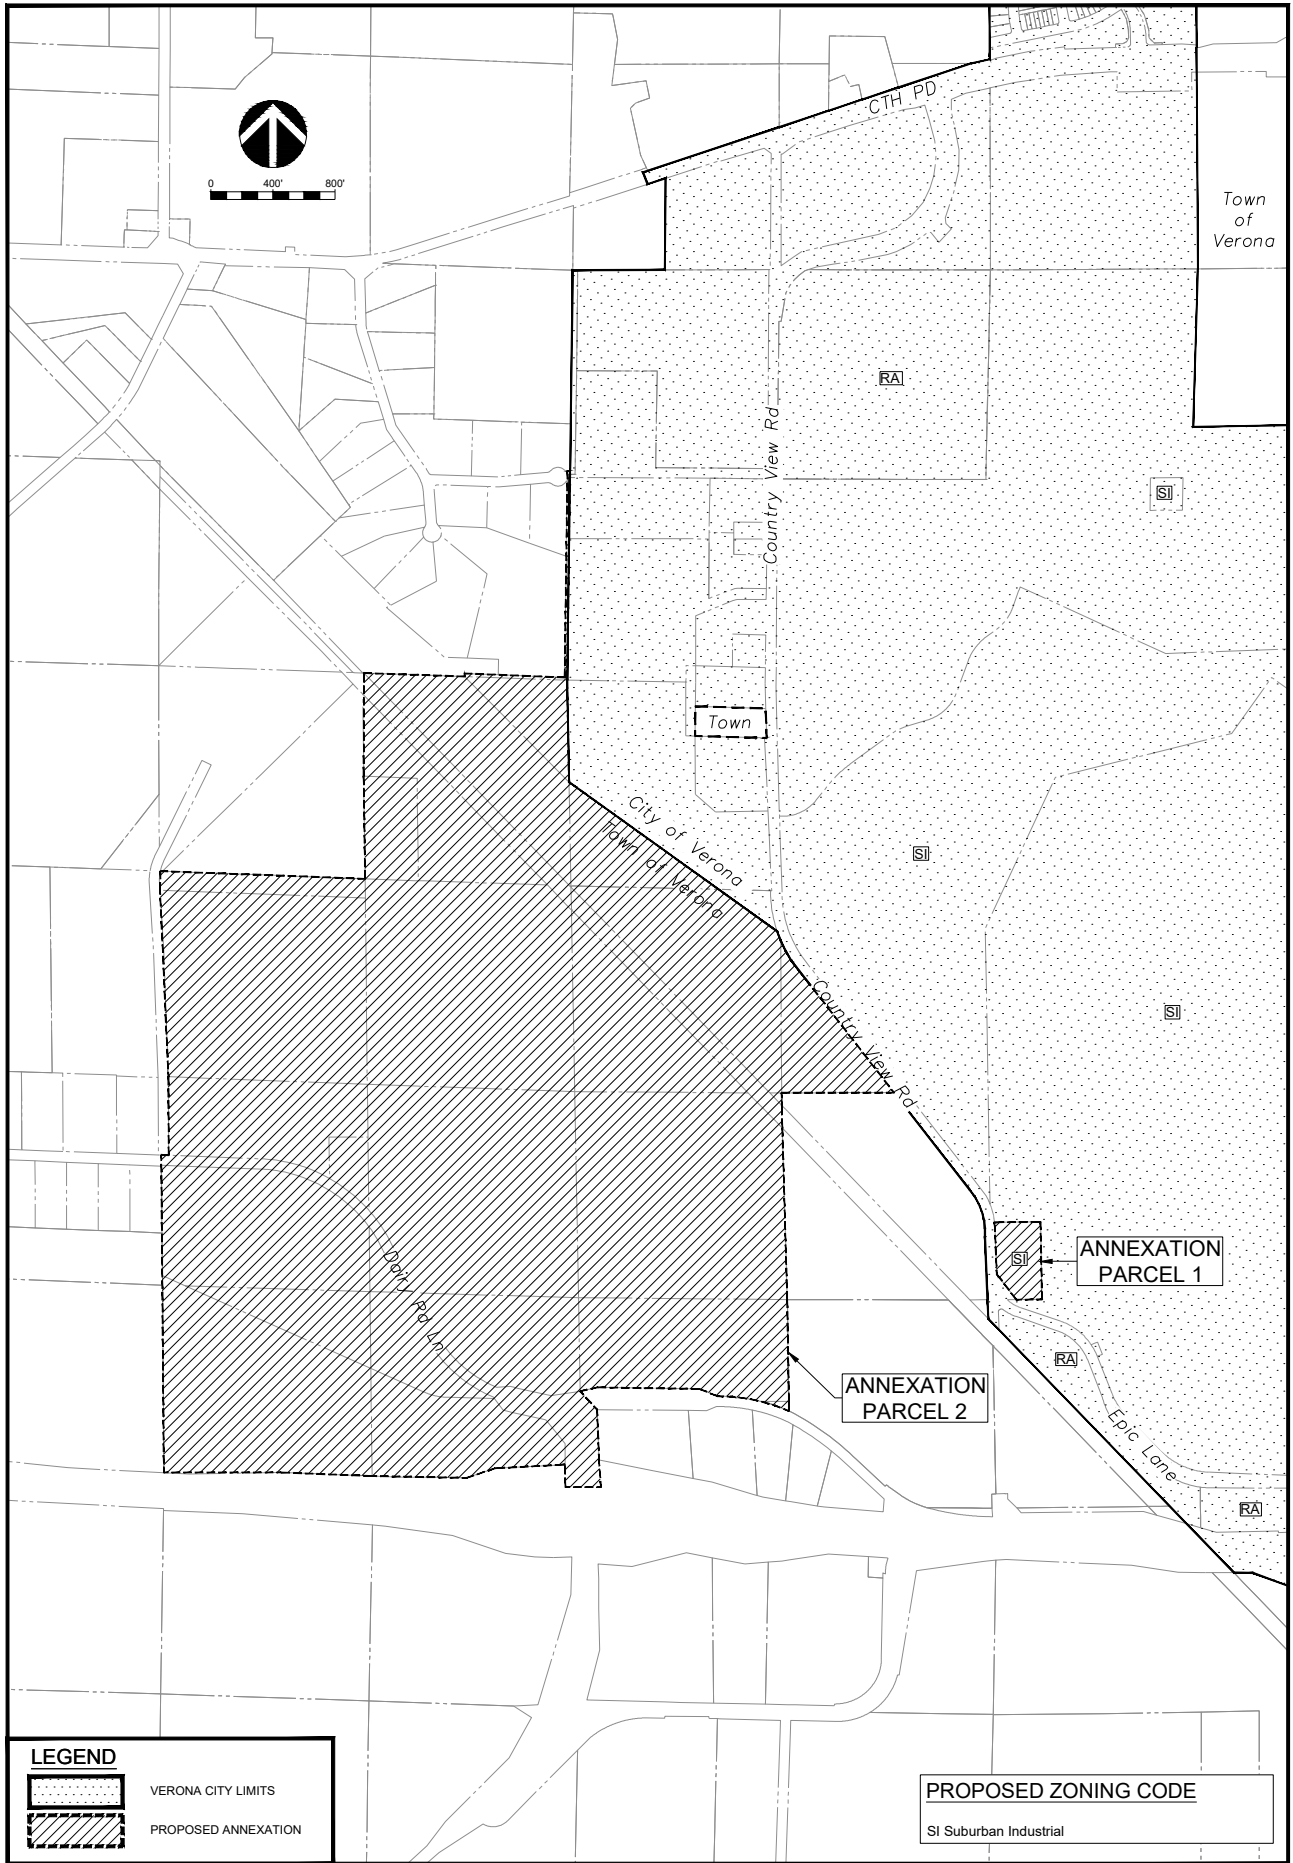 CTH PD
0 400' 800'
Town
of
Verona
RA
Country View Rd
SI
Town
City of Verona
Town of Verona
SI
Country View Rd
SI
SI
ANNEXATION
PARCEL 1
Dairy Rd Ln
RA
ANNEXATION
PARCEL 2
Epic Lane
RA
LEGEND
VERONA CITY LIMITS
PROPOSED ANNEXATION
PROPOSED ZONING CODE
SI Suburban Industrial